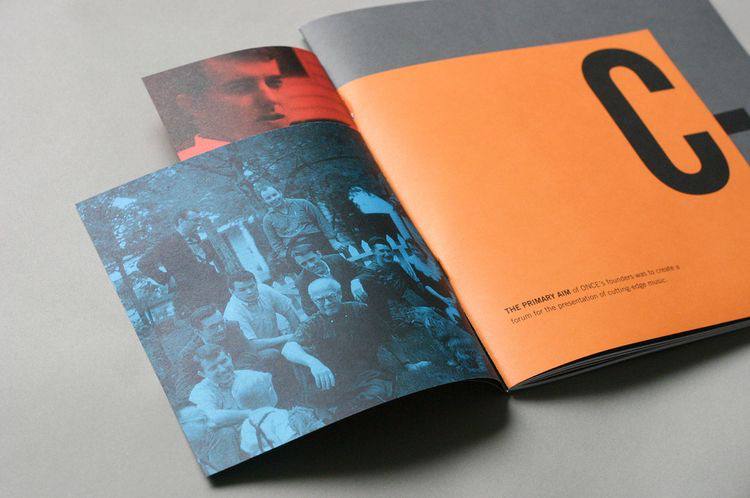 C
THE PRIMARY AIM of ONCE's founders was to create a
forum for the presentation of cutting-edge music.